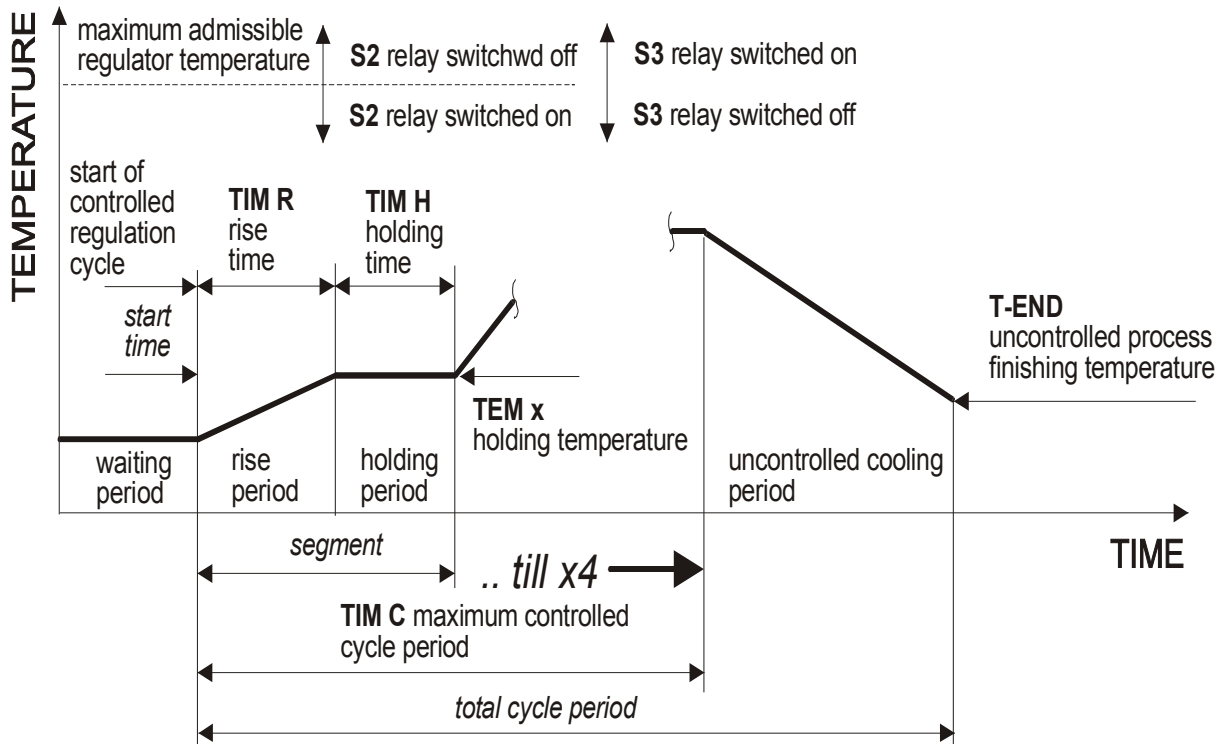 TEMPERATURE
maximum admissible
regulator temperature
S2 relay switchwd off
S2 relay switched on
S3 relay switched on
S3 relay switched off
start of
controlled
regulation
cycle
start
time
TIM R
rise
time
TIM H
holding
time
TEM x
holding temperature
T-END
uncontrolled process
finishing temperature
waiting
period
rise
period
holding
period
uncontrolled cooling
period
TIME
segment
.. till x4
TIM C maximum controlled
cycle period
total cycle period